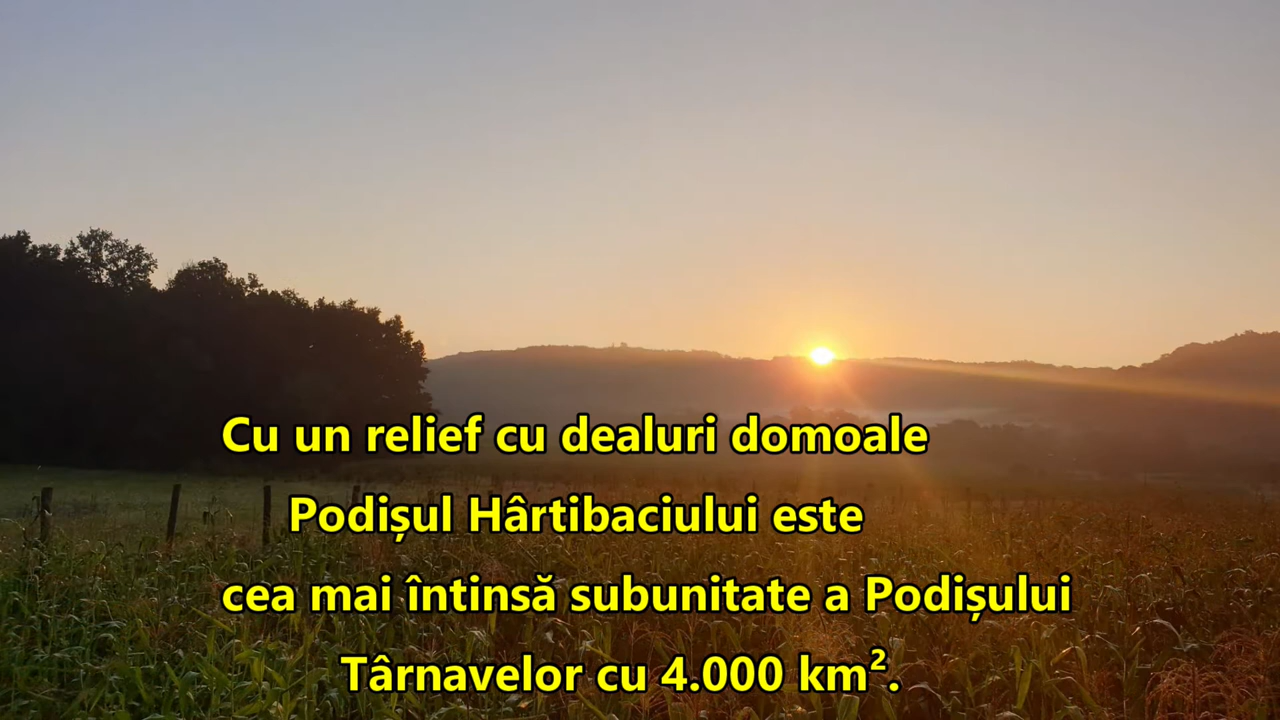 Cu un relief cu dealuri domoale
Podișul Hârtibaciului este
cea mai întinsă subunitate a Podișului
Târnavelor cu 4.000 km².